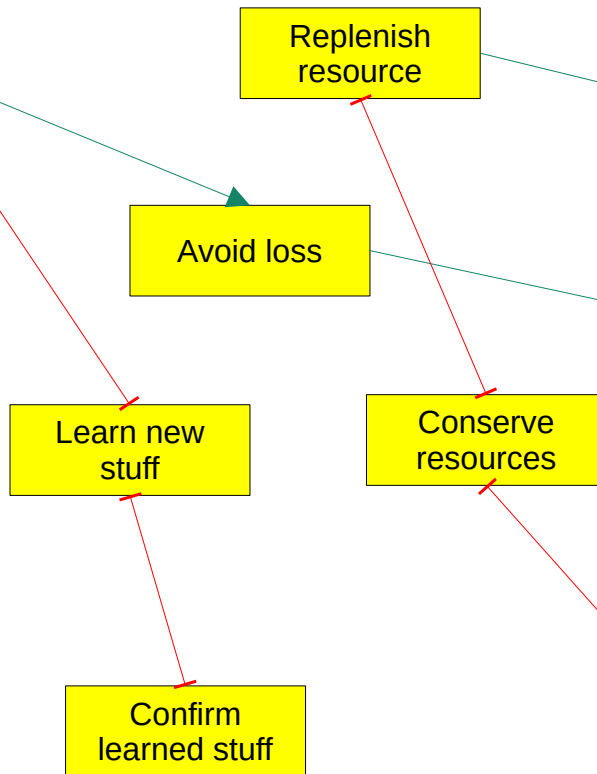 Replenish
resource
Avoid loss
Learn new
stuff
Conserve
resources
Confirm
learned stuff